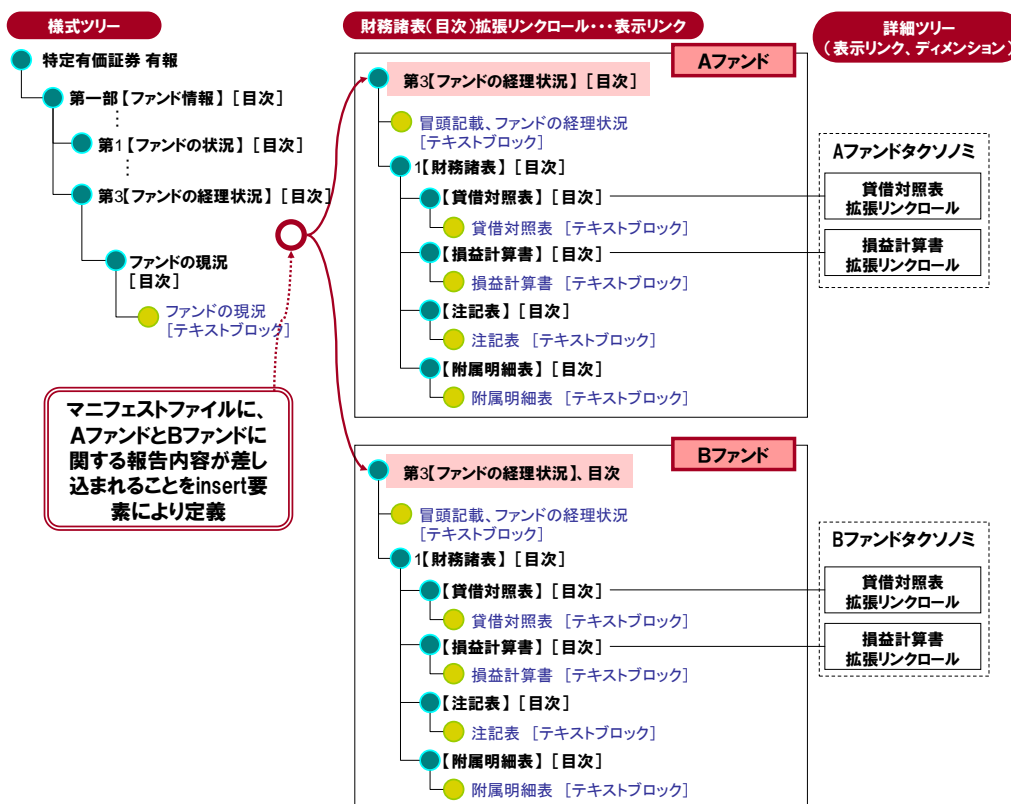 様式ツリー
特定有価証券 有報
第一部【ファンド情報】［目次］
⋮
第1【ファンドの状況】［目次］
⋮
第3【ファンドの経理状況】［目次］
ファンドの現況
［目次］
ファンドの現況
［テキストブロック］
マニフェストファイルに、
AファンドとBファンドに
関する報告内容が差し
込まれることをinsert要
素により定義
財務諸表（目次）拡張リンクロール・・・表示リンク
Aファンド
第3【ファンドの経理状況】［目次］
冒頭記載、ファンドの経理状況
［テキストブロック］
1【財務諸表】［目次］
【貸借対照表】［目次］
貸借対照表 ［テキストブロック］
【損益計算書】［目次］
損益計算書 ［テキストブロック］
【注記表】［目次］
注記表 ［テキストブロック］
【附属明細表】［目次］
附属明細表 ［テキストブロック］
Bファンド
第3【ファンドの経理状況】、目次
冒頭記載、ファンドの経理状況
［テキストブロック］
1【財務諸表】［目次］
【貸借対照表】［目次］
貸借対照表 ［テキストブロック］
【損益計算書】［目次］
損益計算書 ［テキストブロック］
【注記表】［目次］
注記表 ［テキストブロック］
【附属明細表】［目次］
附属明細表 ［テキストブロック］
詳細ツリー
（表示リンク、ディメンション）
Aファンドタクソノミ
貸借対照表
拡張リンクロール
損益計算書
拡張リンクロール
Bファンドタクソノミ
貸借対照表
拡張リンクロール
損益計算書
拡張リンクロール